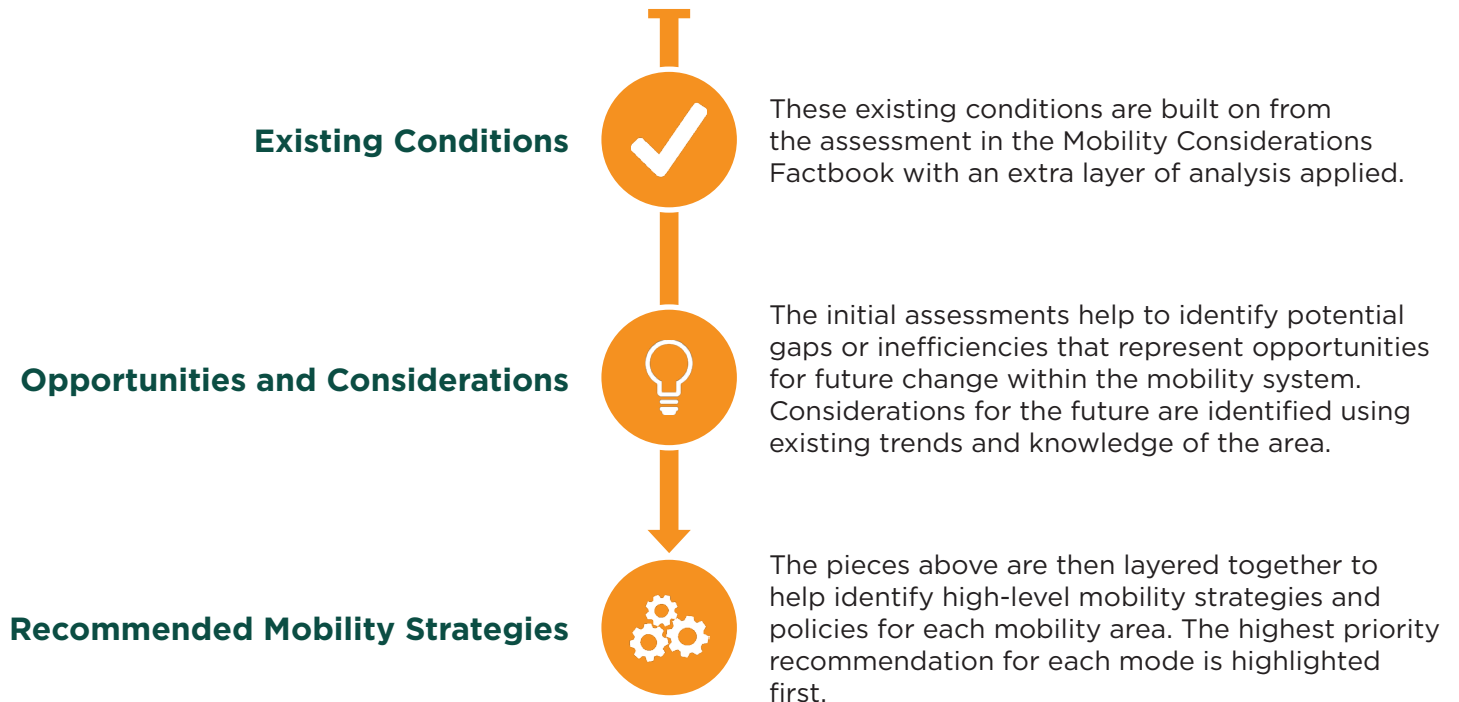 Existing Conditions
These existing conditions are built on from
the assessment in the Mobility Considerations
Factbook with an extra layer of analysis applied.
Opportunities and Considerations
The initial assessments help to identify potential
gaps or inefficiencies that represent opportunities
for future change within the mobility system.
Considerations for the future are identified using
existing trends and knowledge of the area.
Recommended Mobility Strategies
The pieces above are then layered together to
help identify high-level mobility strategies and
policies for each mobility area. The highest priority
recommendation for each mode is highlighted
first.